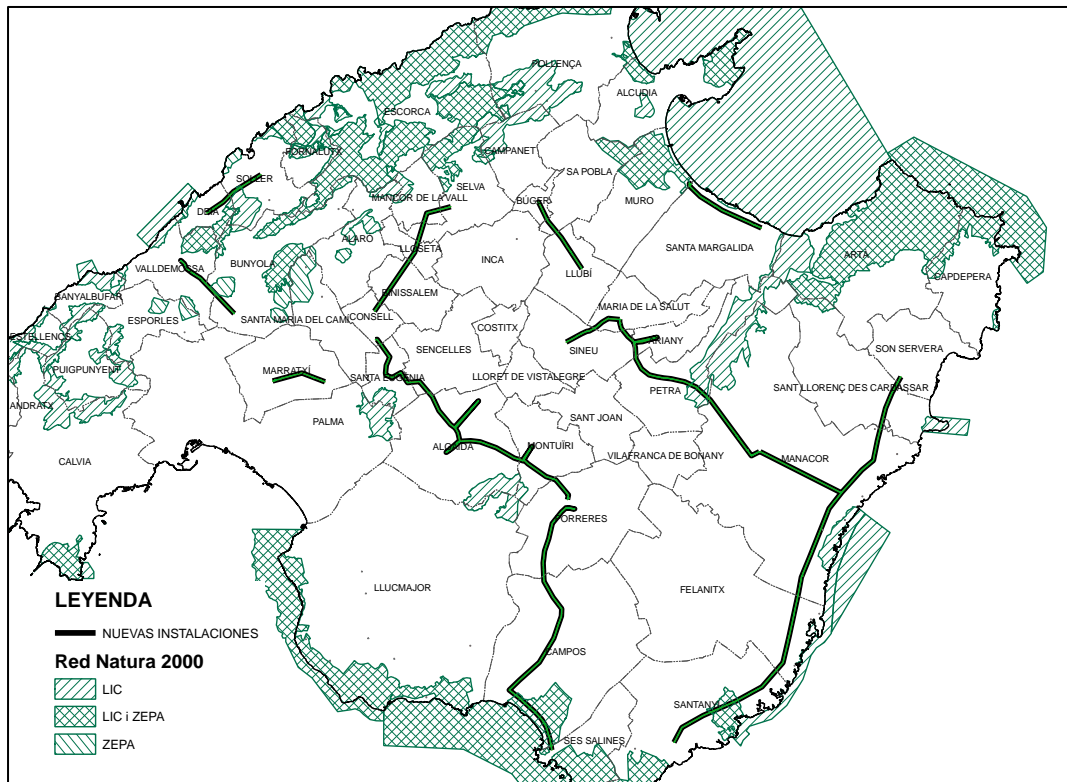 POLLENÇA
ALCUDIA
ESCORCA
FORNALUTX
CAMPANET
SA POBLA
SOLLER
SELVA
MANCOR DE LA VALL
BÚGER
MURO
DEIA
ALARO
LLOSETA
SANTA MARGALIDA
VALLDEMOSSA
BUNYOLA
INCA
LLUBÍ
ARTA
CAPDEPERA
BANYALBUFAR
BINISSALEM
ESPORLES
SANTA MARIA DEL CAMI
CONSELL
MARIA DE LA SALUT
ESTELLENCS
COSTITX
SENCELLES
SINEU
ARIANY
SON SERVERA
PUIGPUNYENT
MARRATXÍ
SANTA EUGENIA
LLORET DE VISTALEGRE
PETRA
SANT LLORENÇ DES CARDASSAR
ANDRATX
PALMA
SANT JOAN
CALVIA
ALGAIDA
MONTUÏRI
VILAFRANCA DE BONANY
MANACOR
PORRERES
LLUCMAJOR
FELANITX
CAMPOS
SANTANYI
SES SALINES
LEYENDA
NUEVAS INSTALACIONES
Red Natura 2000
LIC
LIC i ZEPA
ZEPA